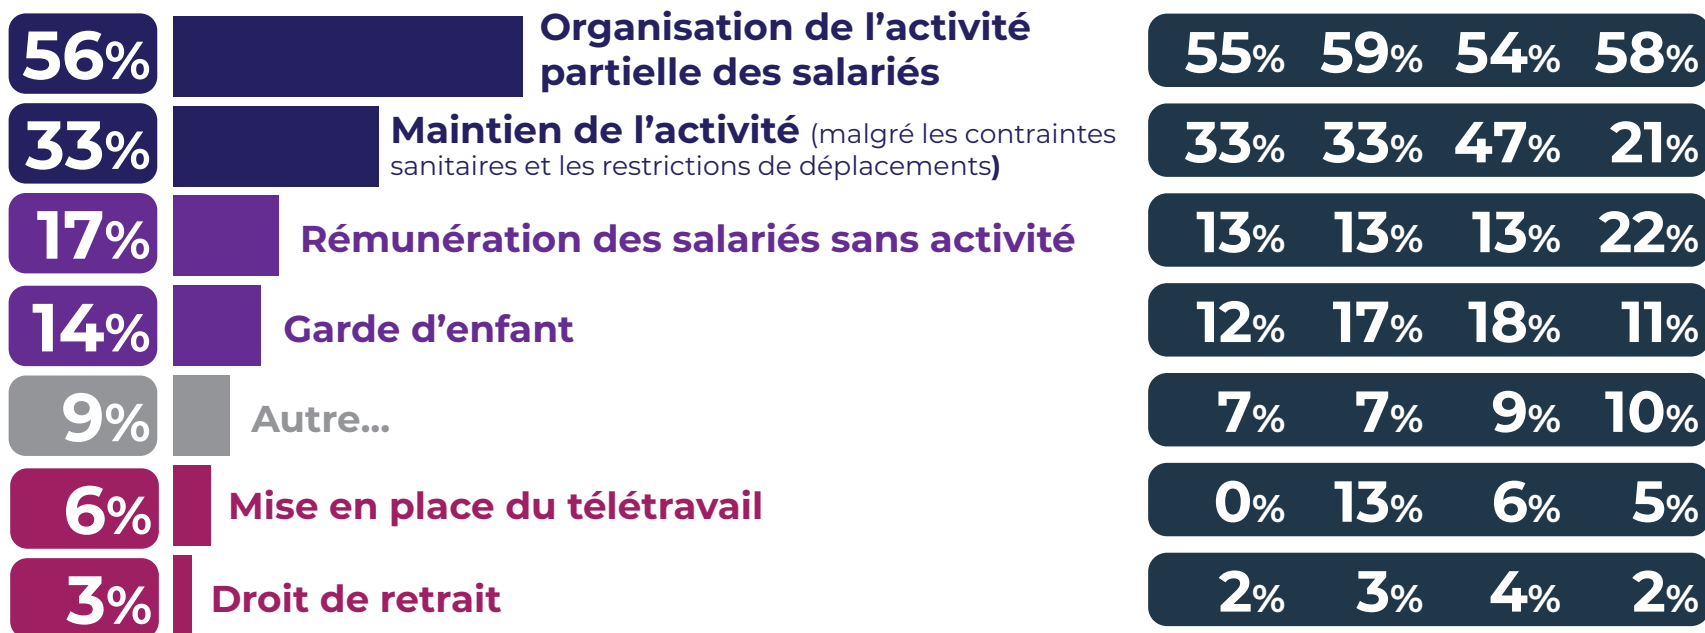 56% Organisation de l’activité
partielle des salariés 55% 59% 54% 58%
33% Maintien de l’activité (malgré les contraintes
sanitaires et les restrictions de déplacements) 33% 33% 47% 21%
17% Rémunération des salariés sans activité 13% 13% 13% 22%
14% Garde d’enfant 12% 17% 18% 11%
9% Autre... 7% 7% 9% 10%
6% Mise en place du télétravail 0% 13% 6% 5%
3% Droit de retrait 2% 3% 4% 2%